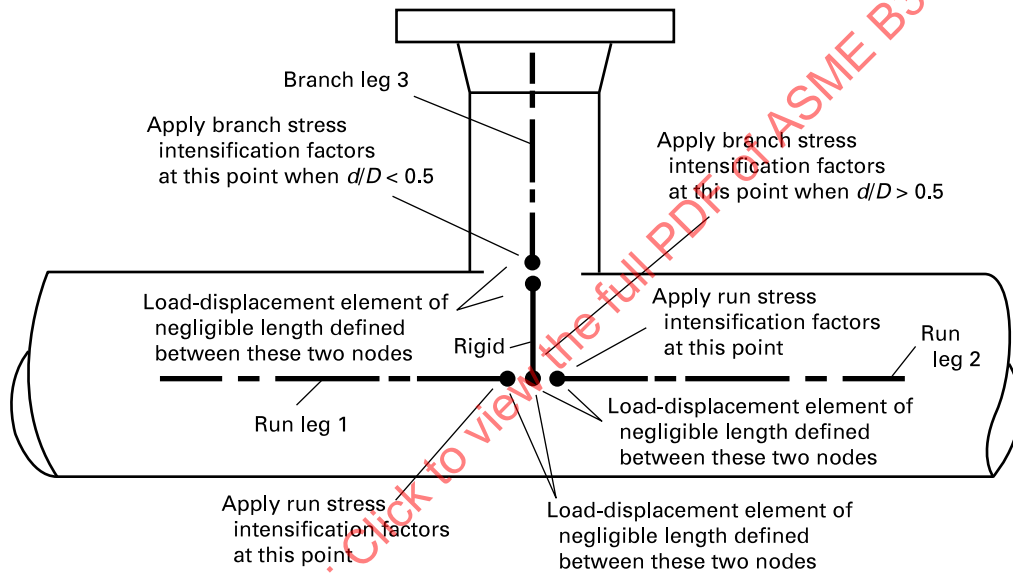 Branch leg 3
Apply branch stress
intensification factors
at this point when d/D < 0.5
Apply branch stress
intensification factors
at this point when d/D > 0.5
Load-displacement element of
negligible length defined
between these two nodes
Rigid
Apply run stress
intensification factors
at this point
Run
leg 2
Run leg 1
Load-displacement element of
negligible length defined
between these two nodes
Apply run stress
intensification factors
at this point
Load-displacement element of
negligible length defined
between these two nodes
Click to view the full PDF of ASME B3